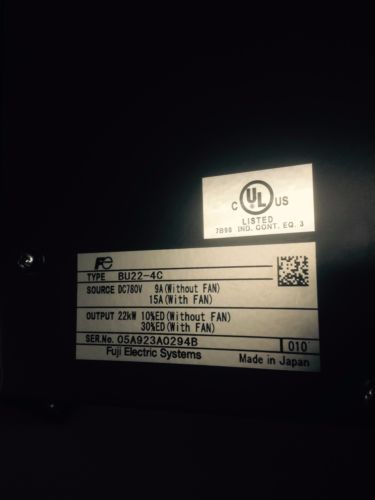 C UL US
LISTED
7B98 IND. CONT. EQ. 3
Fe
TYPE BU22-4C
SOURCE DC780V 9A(Without FAN)
15A(With FAN)
OUTPUT 22kW 10%ED(Without FAN)
30%ED(With FAN)
SER.No. 05A923A0294B 010
Fuji Electric Systems Made in Japan